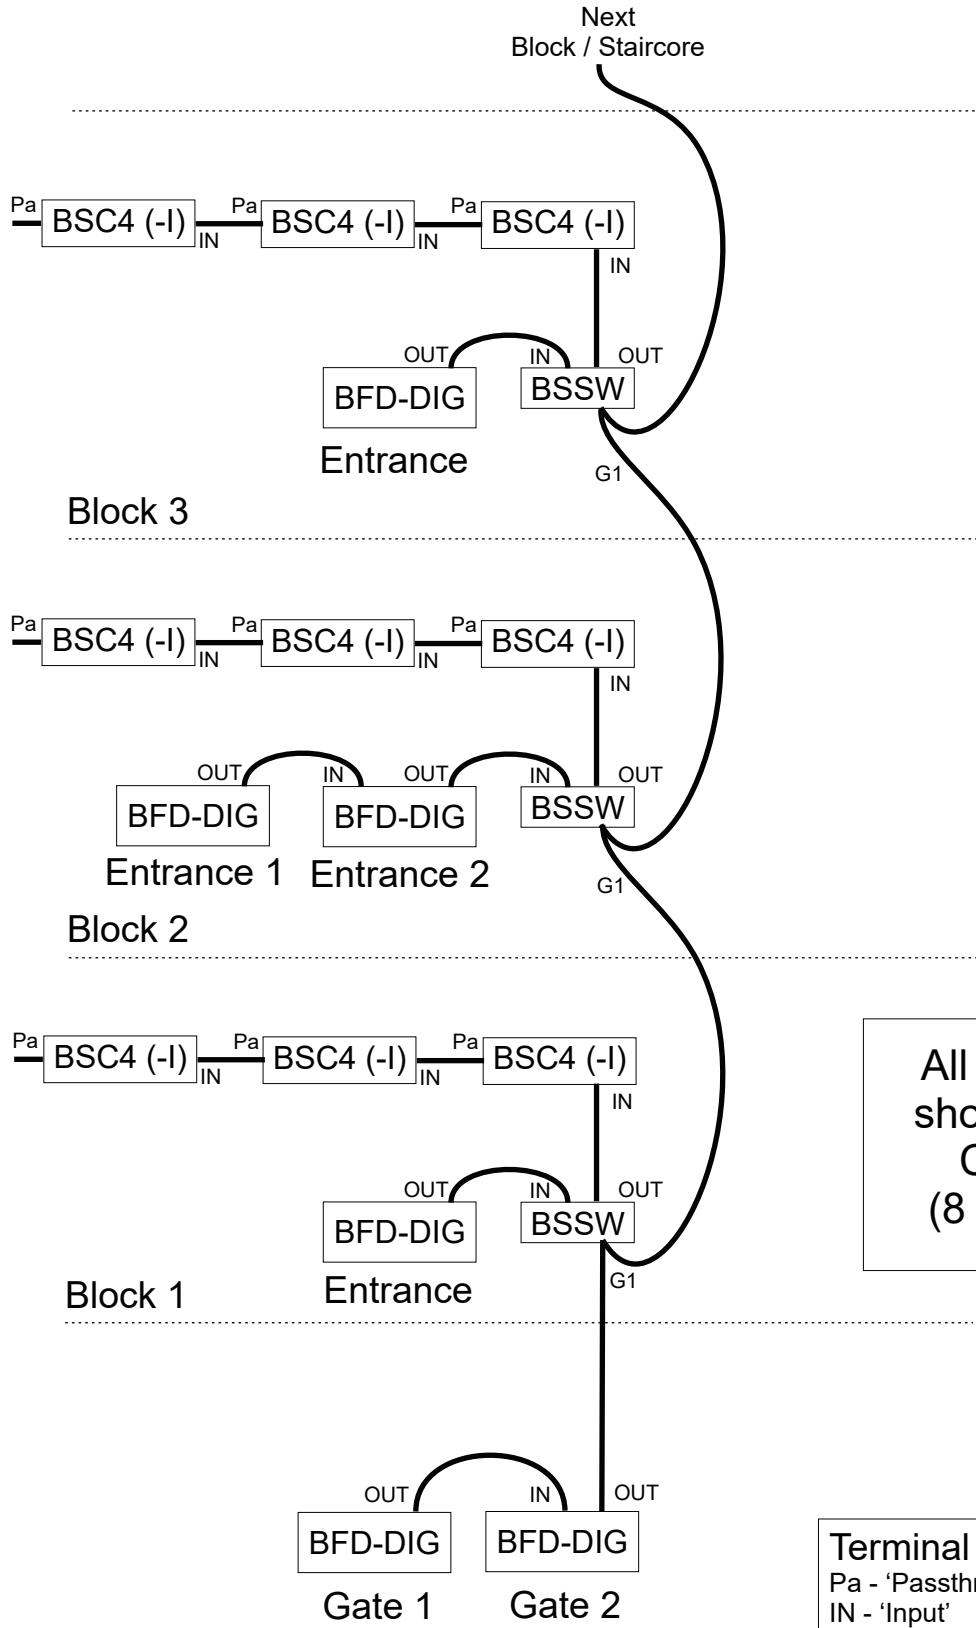 Next
Block / Staircore
Pa BSC4 (-I) IN Pa BSC4 (-I) IN Pa BSC4 (-I)
IN
OUT IN OUT
BFD-DIG BSSW
Entrance
G1
Block 3
Pa BSC4 (-I) IN Pa BSC4 (-I) IN Pa BSC4 (-I)
IN
OUT IN OUT IN OUT
BFD-DIG BFD-DIG BSSW
Entrance 1 Entrance 2
G1
Block 2
Pa BSC4 (-I) IN Pa BSC4 (-I) IN Pa BSC4 (-I)
IN
All
(8
OUT IN OUT
BFD-DIG BSSW
G1
Entrance
Block 1
OUT IN OUT
BFD-DIG BFD-DIG
Gate 1 Gate 2
Terminal
Pa -
IN - ‘Input’